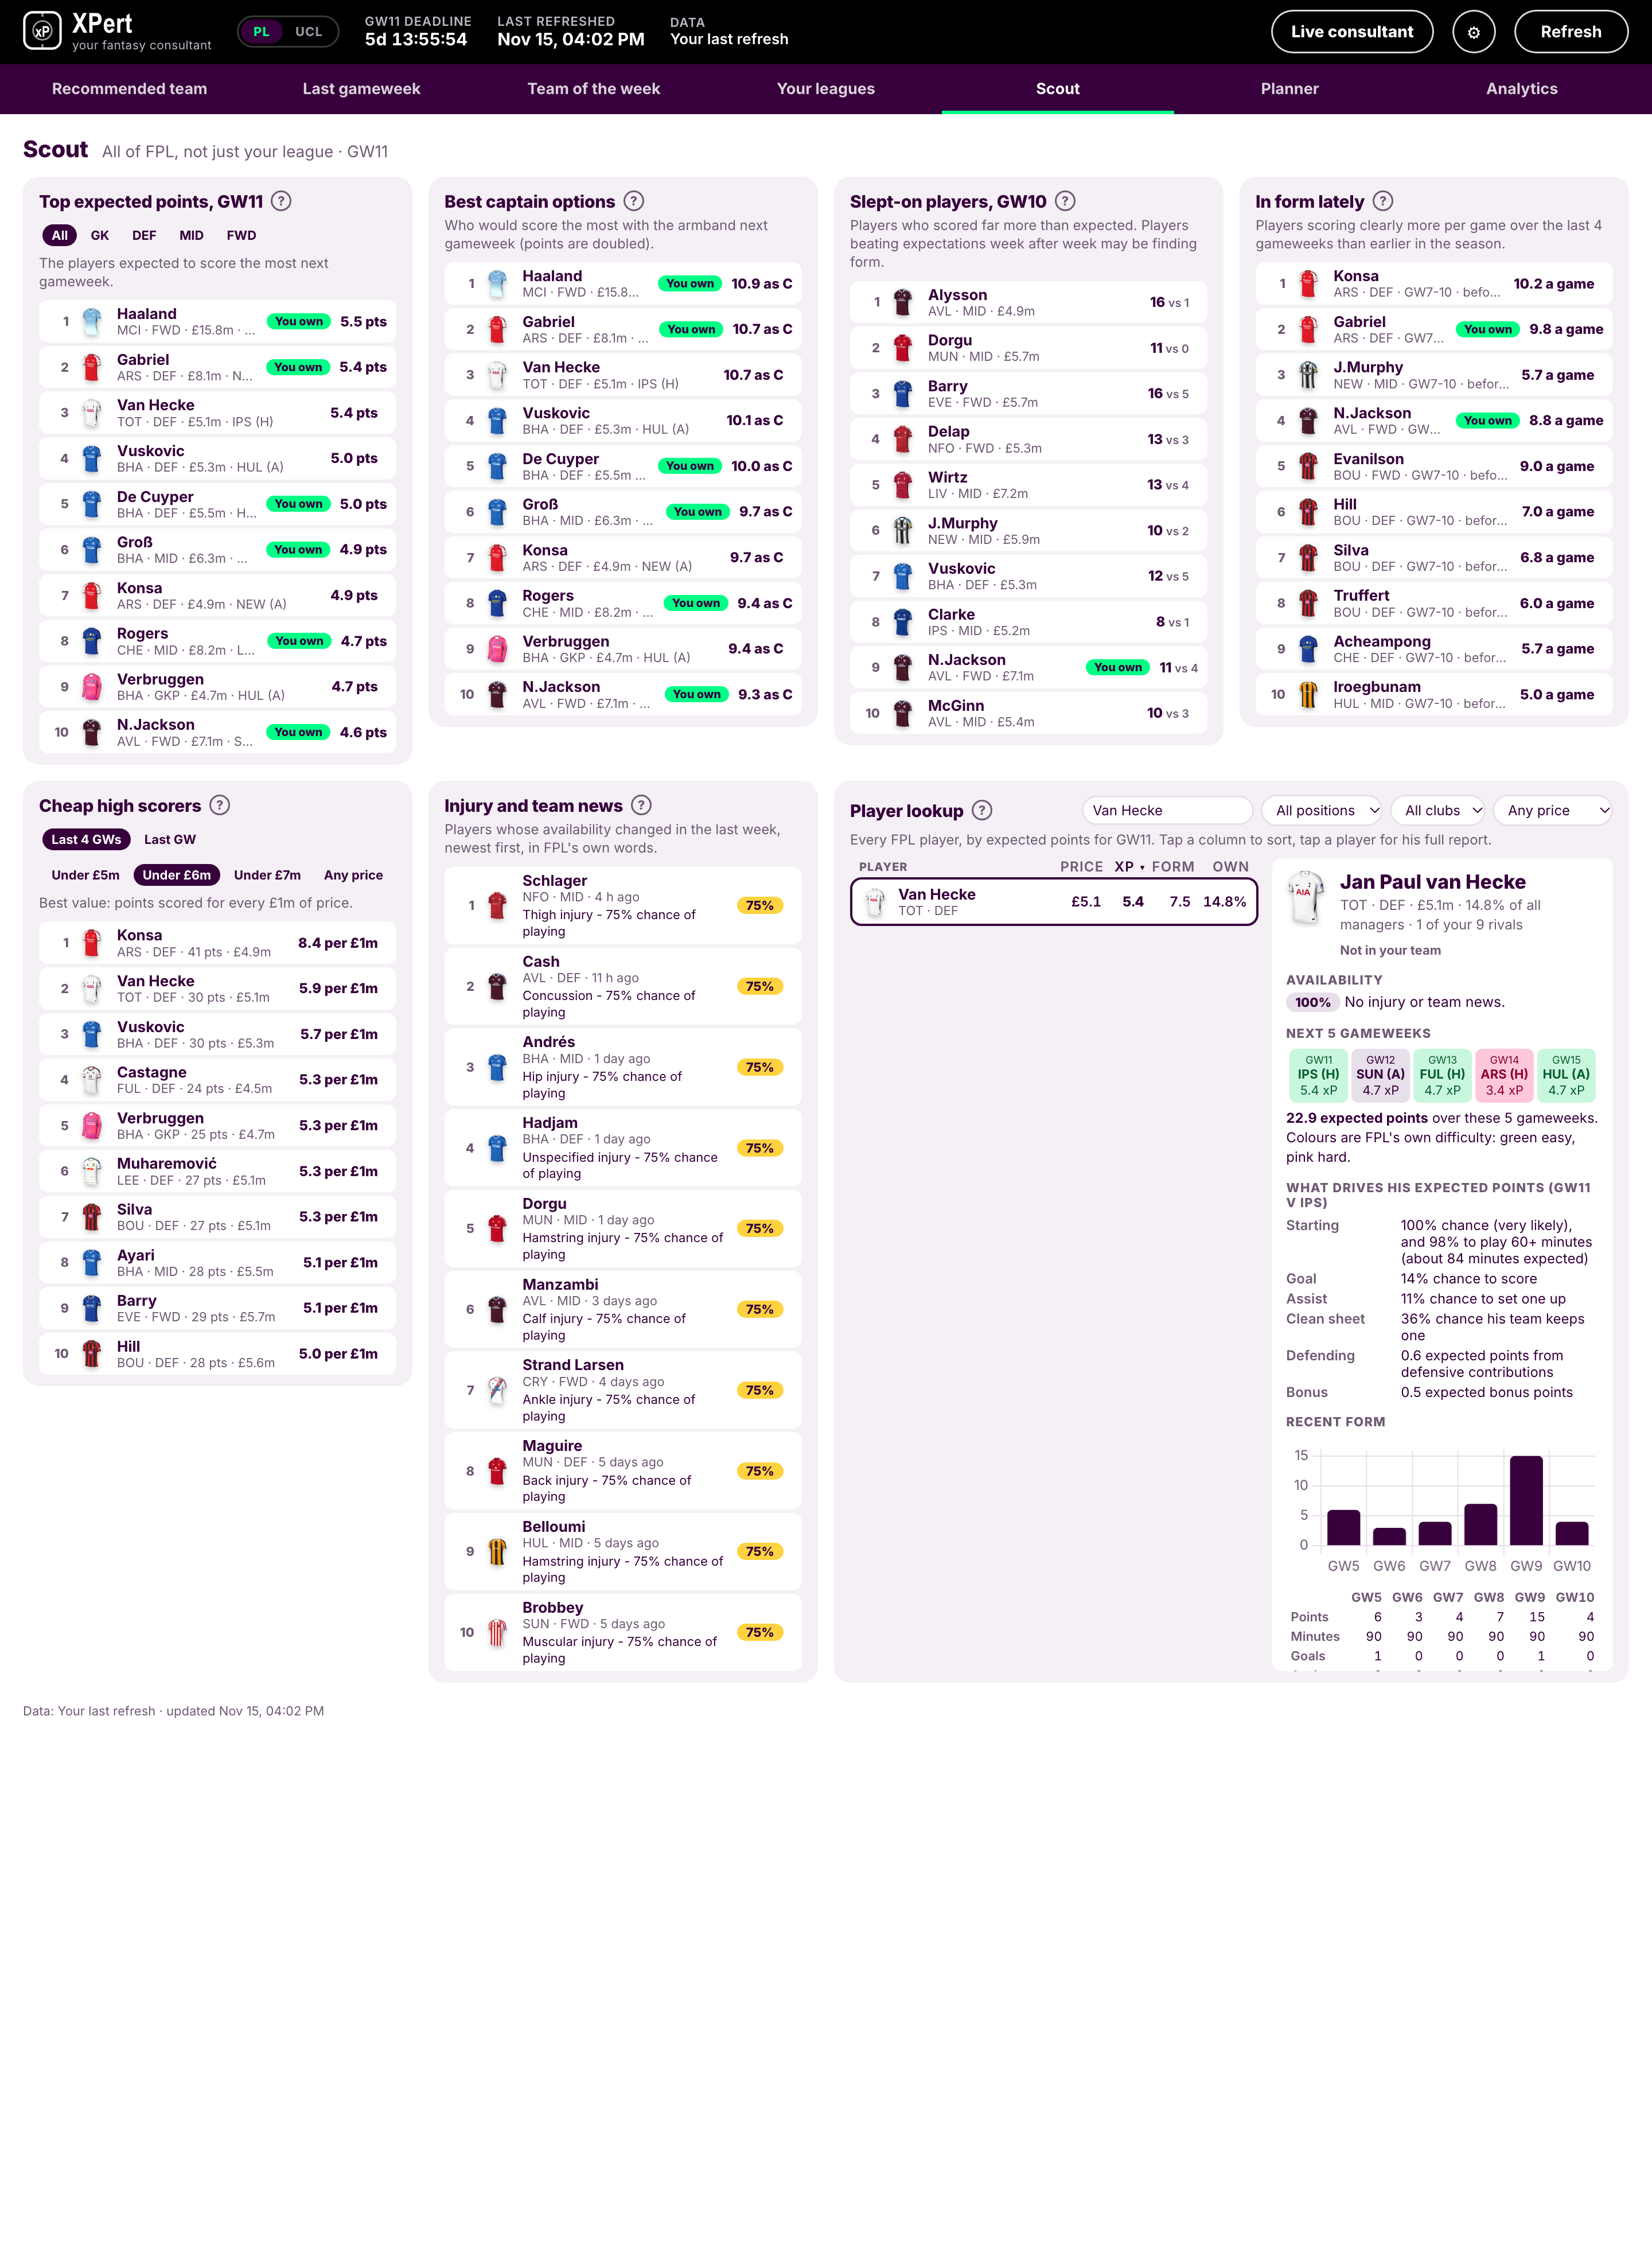 xP
XPert
your fantasy consultant
PL UCL
GW11 DEADLINE
5d 13:55:54
LAST REFRESHED
Nov 15, 04:02 PM
DATA
Your last refresh
Live consultant
Refresh
Recommended team
Last gameweek
Team of the week
Your leagues
Scout
Planner
Analytics
Scout All of FPL, not just your league · GW11
Top expected points, GW11 ?
All GK DEF MID FWD
The players expected to score the most next
gameweek.
1 Haaland You own 5.5 pts
MCI · FWD · £15.8m · ...
2 Gabriel You own 5.4 pts
ARS · DEF · £8.1m · N...
3 Van Hecke 5.4 pts
TOT · DEF · £5.1m · IPS (H)
4 Vuskovic 5.0 pts
BHA · DEF · £5.3m · HUL (A)
5 De Cuyper You own 5.0 pts
BHA · DEF · £5.5m · H...
6 Groß You own 4.9 pts
BHA · MID · £6.3m · ...
7 Konsa 4.9 pts
ARS · DEF · £4.9m · NEW (A)
8 Rogers You own 4.7 pts
CHE · MID · £8.2m · L...
9 Verbruggen 4.7 pts
BHA · GKP · £4.7m · HUL (A)
10 N.Jackson You own 4.6 pts
AVL · FWD · £7.1m · S...
Best captain options ?
Who would score the most with the armband next
gameweek (points are doubled).
1 Haaland You own 10.9 as C
MCI · FWD · £15.8...
2 Gabriel You own 10.7 as C
ARS · DEF · £8.1m · ...
3 Van Hecke 10.7 as C
TOT · DEF · £5.1m · IPS (H)
4 Vuskovic 10.1 as C
BHA · DEF · £5.3m · HUL (A)
5 De Cuyper You own 10.0 as C
BHA · DEF · £5.5m ...
6 Groß You own 9.7 as C
BHA · MID · £6.3m · ...
7 Konsa 9.7 as C
ARS · DEF · £4.9m · NEW (A)
8 Rogers You own 9.4 as C
CHE · MID · £8.2m · ...
9 Verbruggen 9.4 as C
BHA · GKP · £4.7m · HUL (A)
10 N.Jackson You own 9.3 as C
AVL · FWD · £7.1m · ...
Slept-on players, GW10 ?
Players who scored far more than expected. Players
beating expectations week after week may be finding
form.
1 Alysson 16 vs 1
AVL · MID · £4.9m
2 Dorgu 11 vs 0
MUN · MID · £5.7m
3 Barry 16 vs 5
EVE · FWD · £5.7m
4 Delap 13 vs 3
NFO · FWD · £5.3m
5 Wirtz 13 vs 4
LIV · MID · £7.2m
6 J.Murphy 10 vs 2
NEW · MID · £5.9m
7 Vuskovic 12 vs 5
BHA · DEF · £5.3m
8 Clarke 8 vs 1
IPS · MID · £5.2m
9 N.Jackson You own 11 vs 4
AVL · FWD · £7.1m
10 McGinn 10 vs 3
AVL · MID · £5.4m
In form lately ?
Players scoring clearly more per game over the last 4
gameweeks than earlier in the season.
1 Konsa 10.2 a game
ARS · DEF · GW7-10 · befo...
2 Gabriel You own 9.8 a game
ARS · DEF · GW7...
3 J.Murphy 5.7 a game
NEW · MID · GW7-10 · befor...
4 N.Jackson You own 8.8 a game
AVL · FWD · GW...
5 Evanilson 9.0 a game
BOU · FWD · GW7-10 · befo...
6 Hill 7.0 a game
BOU · DEF · GW7-10 · befor...
7 Silva 6.8 a game
BOU · DEF · GW7-10 · befor...
8 Truffert 6.0 a game
BOU · DEF · GW7-10 · befor...
9 Acheampong 5.7 a game
CHE · DEF · GW7-10 · befor...
10 Iroegbunam 5.0 a game
HUL · MID · GW7-10 · befor...
Cheap high scorers ?
Last 4 GWs Last GW
Under £5m Under £6m Under £7m Any price
Best value: points scored for every £1m of price.
1 Konsa 8.4 per £1m
ARS · DEF · 41 pts · £4.9m
2 Van Hecke 5.9 per £1m
TOT · DEF · 30 pts · £5.1m
3 Vuskovic 5.7 per £1m
BHA · DEF · 30 pts · £5.3m
4 Castagne 5.3 per £1m
FUL · DEF · 24 pts · £4.5m
5 Verbruggen 5.3 per £1m
BHA · GKP · 25 pts · £4.7m
6 Muharemović 5.3 per £1m
LEE · DEF · 27 pts · £5.1m
7 Silva 5.3 per £1m
BOU · DEF · 27 pts · £5.1m
8 Ayari 5.1 per £1m
BHA · MID · 28 pts · £5.5m
9 Barry 5.1 per £1m
EVE · FWD · 29 pts · £5.7m
10 Hill 5.0 per £1m
BOU · DEF · 28 pts · £5.6m
Injury and team news ?
Players whose availability changed in the last week,
newest first, in FPL's own words.
1 Schlager 75%
NFO · MID · 4 h ago
Thigh injury - 75% chance of
playing
2 Cash 75%
AVL · DEF · 11 h ago
Concussion - 75% chance of
playing
3 Andrés 75%
BHA · MID · 1 day ago
Hip injury - 75% chance of
playing
4 Hadjam 75%
BHA · DEF · 1 day ago
Unspecified injury - 75% chance
of playing
5 Dorgu 75%
MUN · MID · 1 day ago
Hamstring injury - 75% chance of
playing
6 Manzambi 75%
AVL · MID · 3 days ago
Calf injury - 75% chance of
playing
7 Strand Larsen 75%
CRY · FWD · 4 days ago
Ankle injury - 75% chance of
playing
8 Maguire 75%
MUN · DEF · 5 days ago
Back injury - 75% chance of
playing
9 Belloumi 75%
HUL · MID · 5 days ago
Hamstring injury - 75% chance of
playing
10 Brobbey 75%
SUN · FWD · 5 days ago
Muscular injury - 75% chance of
playing
Player lookup ?
Van Hecke
All positions
All clubs
Any price
Every FPL player, by expected points for GW11. Tap a column to sort, tap a player for his full report.
PLAYER PRICE XP ▾ FORM OWN
Van Hecke £5.1 5.4 7.5 14.8%
TOT · DEF
AIA
Jan Paul van Hecke
TOT · DEF · £5.1m · 14.8% of all
managers · 1 of your 9 rivals
Not in your team
AVAILABILITY
100% No injury or team news.
NEXT 5 GAMEWEEKS
GW11 GW12 GW13 GW14 GW15
IPS (H) SUN (A) FUL (H) ARS (H) HUL (A)
5.4 xP 4.7 xP 4.7 xP 3.4 xP 4.7 xP
22.9 expected points over these 5 gameweeks.
Colours are FPL's own difficulty: green easy,
pink hard.
WHAT DRIVES HIS EXPECTED POINTS (GW11
V IPS)
Starting 100% chance (very likely),
and 98% to play 60+ minutes
(about 84 minutes expected)
Goal 14% chance to score
Assist 11% chance to set one up
Clean sheet 36% chance his team keeps
one
Defending 0.6 expected points from
defensive contributions
Bonus 0.5 expected bonus points
RECENT FORM
15
10
5
0
GW5 GW6 GW7 GW8 GW9 GW10
GW5 GW6 GW7 GW8 GW9 GW10
Points 6 3 4 7 15 4
Minutes 90 90 90 90 90 90
Goals 1 0 0 0 1 0
Data: Your last refresh · updated Nov 15, 04:02 PM